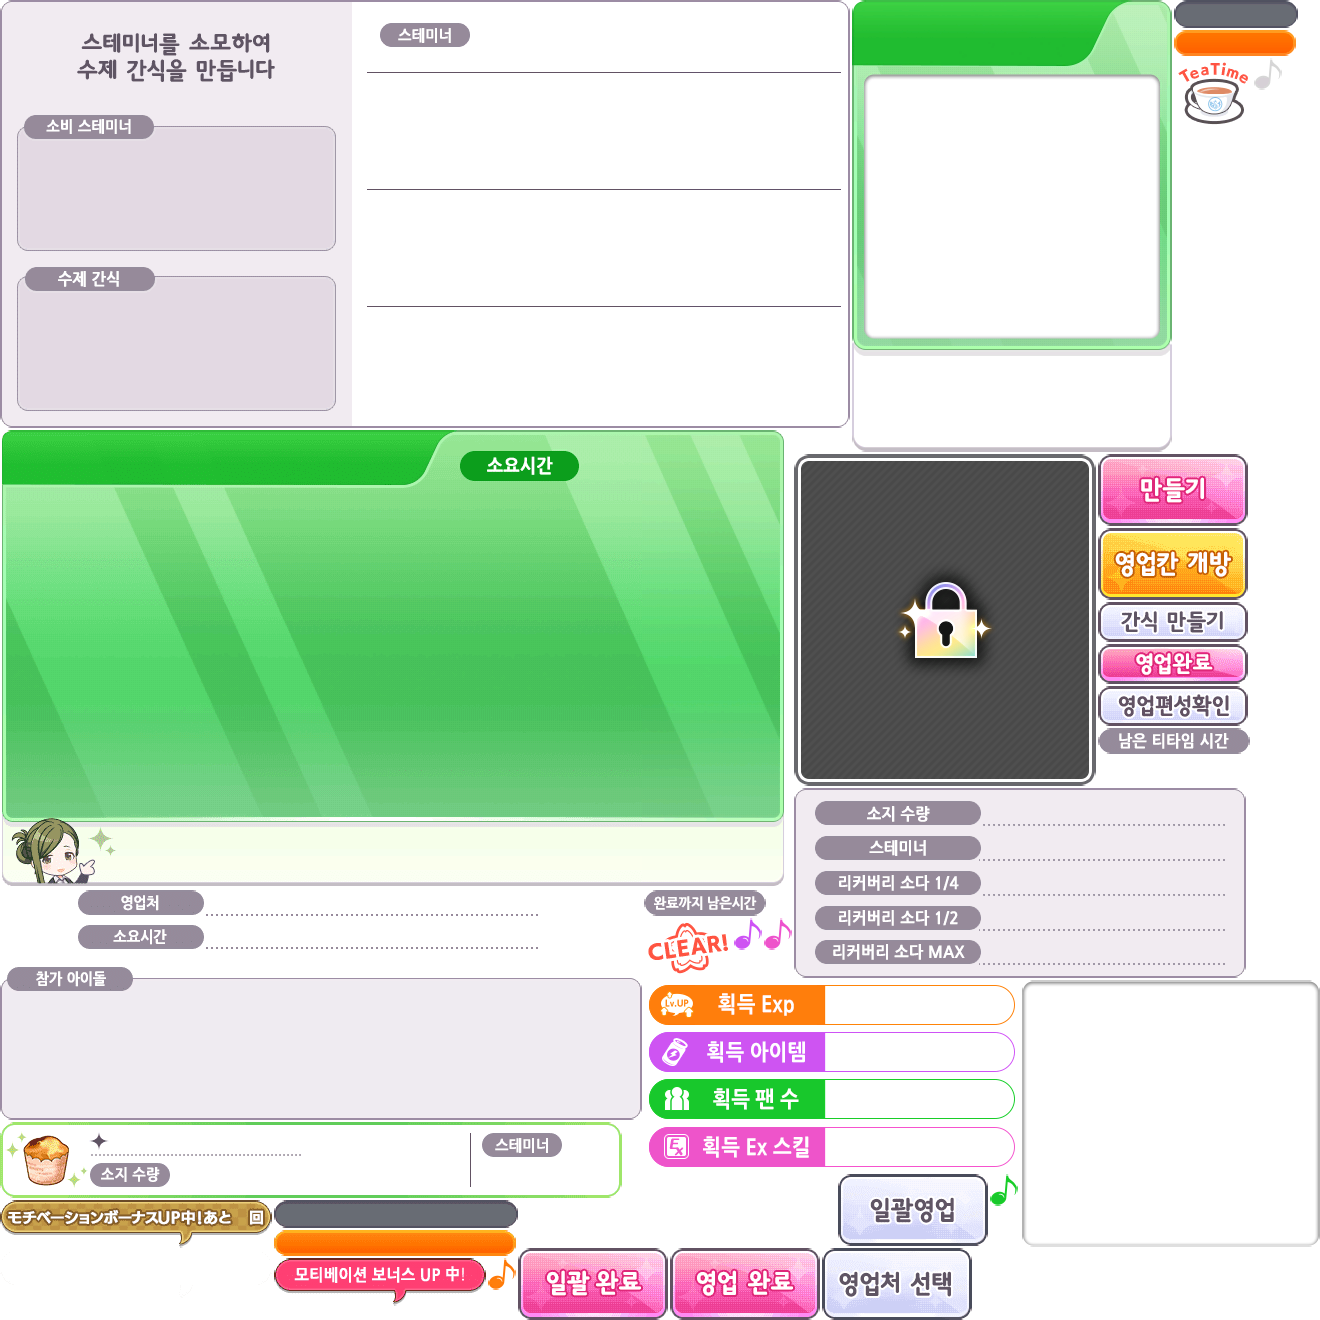 스테미너를 소모하여
수제 간식을 만듭니다
소비 스테미너
수제 간식
스테미너
TeaTime
소요시간
만들기
영업칸 개방
간식 만들기
영업완료
영업편성확인
남은 티타임 시간
소지 수량
스테미너
리커버리 소다 1/4
리커버리 소다 1/2
리커버리 소다 MAX
영업처
소요시간
완료까지 남은시간
CLEAR!
참가 아이돌
Lv.UP 획득 Exp
획득 아이템
획득 팬 수
Ex 획득 Ex 스킬
스테미너
소지 수량
일괄영업
モチベーションボーナスUP中!あと 回
모티베이션 보너스 UP 中!
일괄 완료
영업 완료
영업처 선택